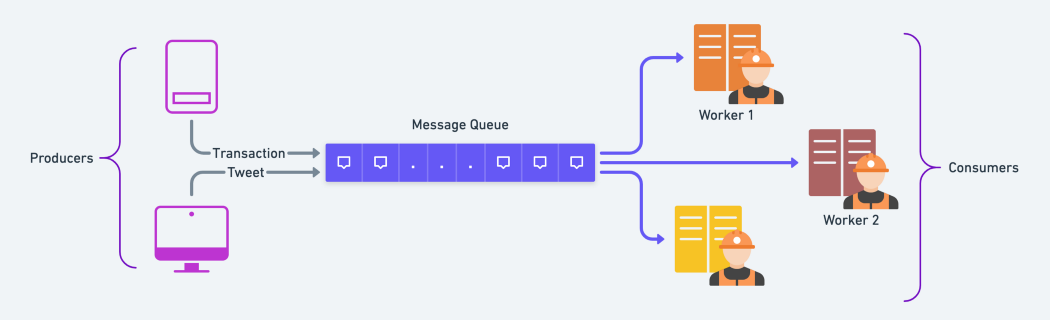 Producers
Transaction
Tweet
Message Queue
Worker 1
Worker 2
Consumers